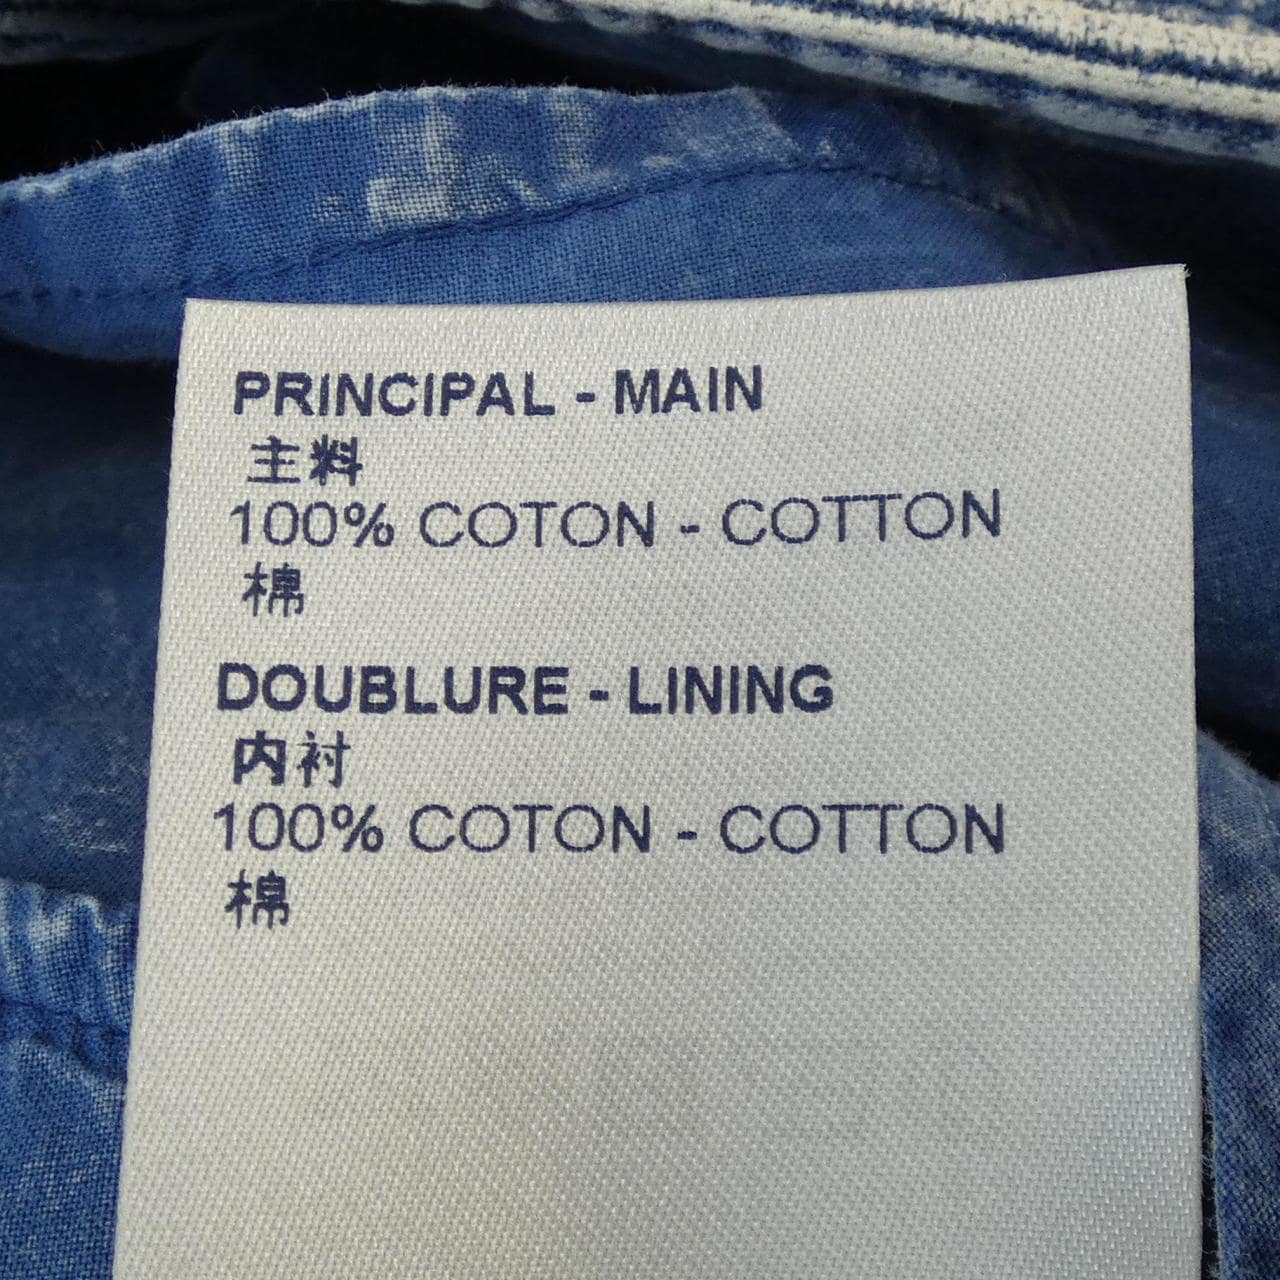 PRINCIPAL - MAIN
主料
100% COTON - COTTON
棉
DOUBLURE - LINING
内衬
100% COTON - COTTON
棉